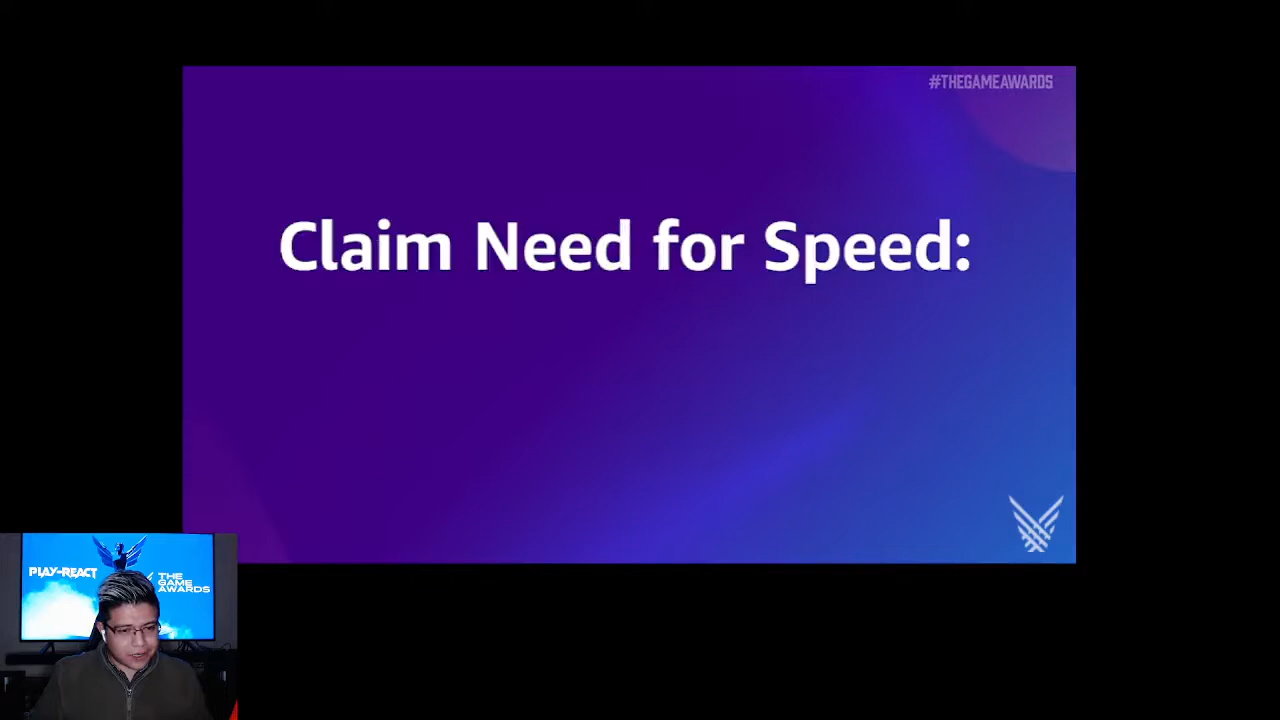 #THEGAMEAWARDS
Claim Need for Speed:
PLAY-REACT
THE
GAME
AWARDS